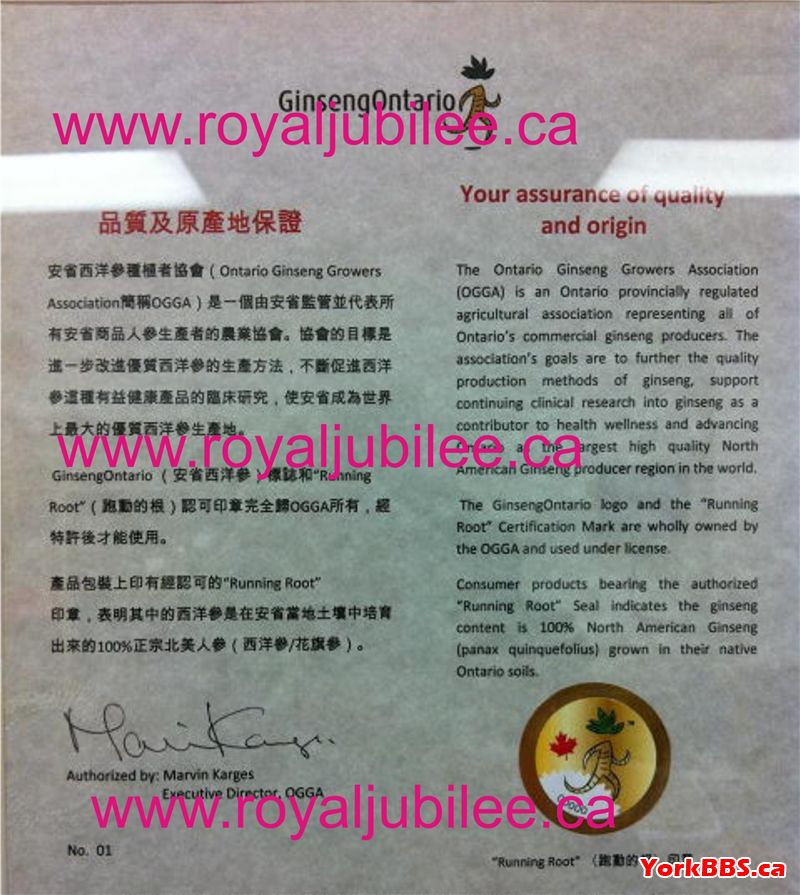 GinsengOntario
www.royaljubilee.ca
品質及原產地保證
安省西洋參種植者協會（Ontario Ginseng Growers
Association簡稱OGGA）是一個由安省監管並代表所
有安省商品人參生產者的農業協會。協會的目標是
進一步改進優質西洋參的生產方法，不斷促進西洋
參這種有益健康產品的臨床研究，使安省成為世界
上最大的優質西洋參生產地。
www.royaljubilee.ca
GinsengOntario （安省西洋參）標誌和“Running
Root”（跑動的根）認可印章完全歸OGGA所有，經
特許後才能使用。
產品包裝上印有經認可的“Running Root”
印章，表明其中的西洋參是在安省當地土壤中培育
出來的100%正宗北美人參（西洋參/花旗參）。
Your assurance of quality
and origin
The Ontario Ginseng Growers Association
(OGGA) is an Ontario provincially regulated
agricultural association representing all of
Ontario’s commercial ginseng producers. The
association’s goals are to further the quality
production methods of ginseng, support
continuing clinical research into ginseng as a
contributor to health wellness and advancing
as the largest high quality North
American Ginseng producer region in the world.
The GinsengOntario logo and the “Running
Root” Certification Mark are wholly owned by
the OGGA and used under license.
Consumer products bearing the authorized
“Running Root” Seal indicates the ginseng
content is 100% North American Ginseng
(panax quinquefolius) grown in their native
Ontario soils.
Authorized by: Marvin Karges
Executive Director, OGGA
www.royaljubilee.ca
No. 01
TM
00000
“Running Root” （跑動的根）印章
YorkBBS.ca